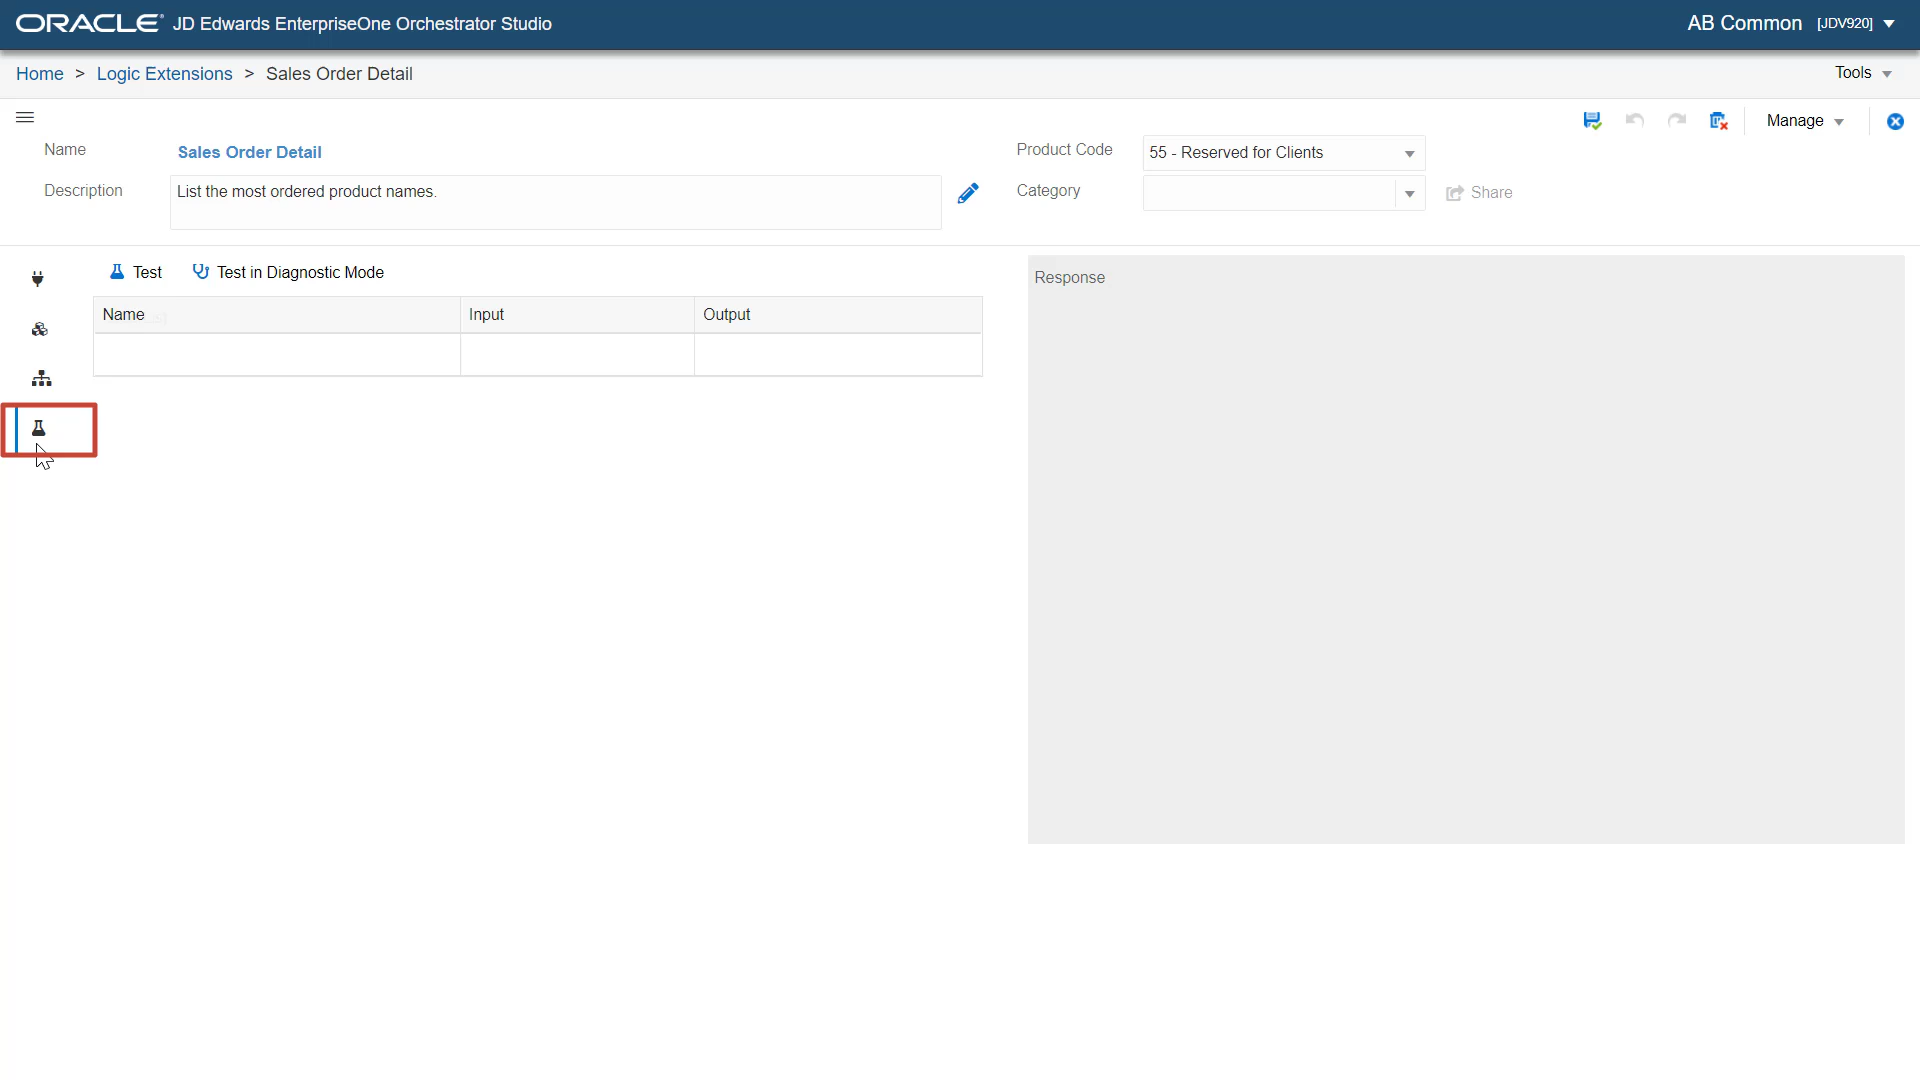 ORACLE® JD Edwards EnterpriseOne Orchestrator Studio
AB Common [JDV920]
Home > Logic Extensions > Sales Order Detail
Tools
Manage
Name
Sales Order Detail
Product Code
55 - Reserved for Clients
Description
List the most ordered product names.
Category
Share
Test
Test in Diagnostic Mode
Response
Name
Input
Output